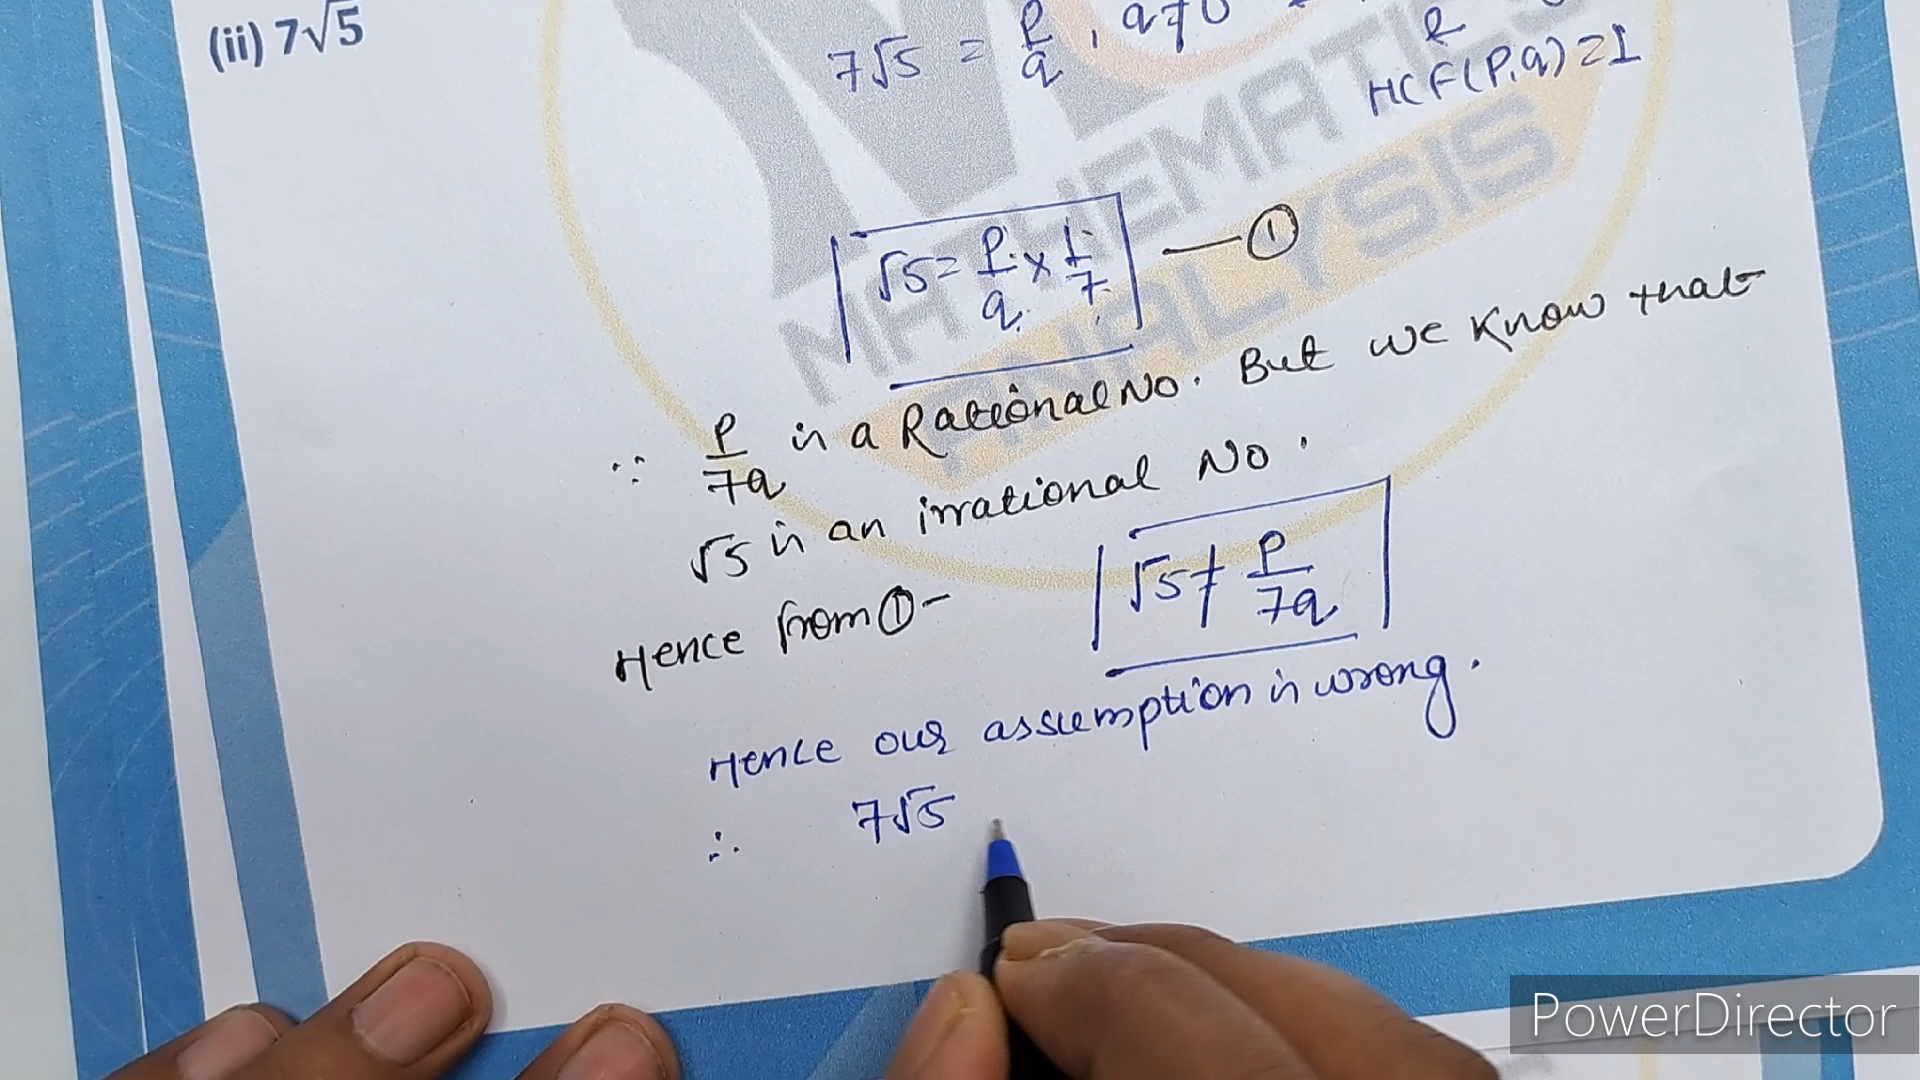 (ii) 7√5
7√5 = P/q, q≠0
&
HCF(P,q)=1
MATHEMATICS
ANALYSIS
√5 = P/q × 1/7 — ①
∵ P/7q is a Rational No. But we know that
√5 is an irrational No.
Hence from ① – √5 ≠ P/7q
Hence our assumption is wrong.
∴ 7√5
PowerDirector